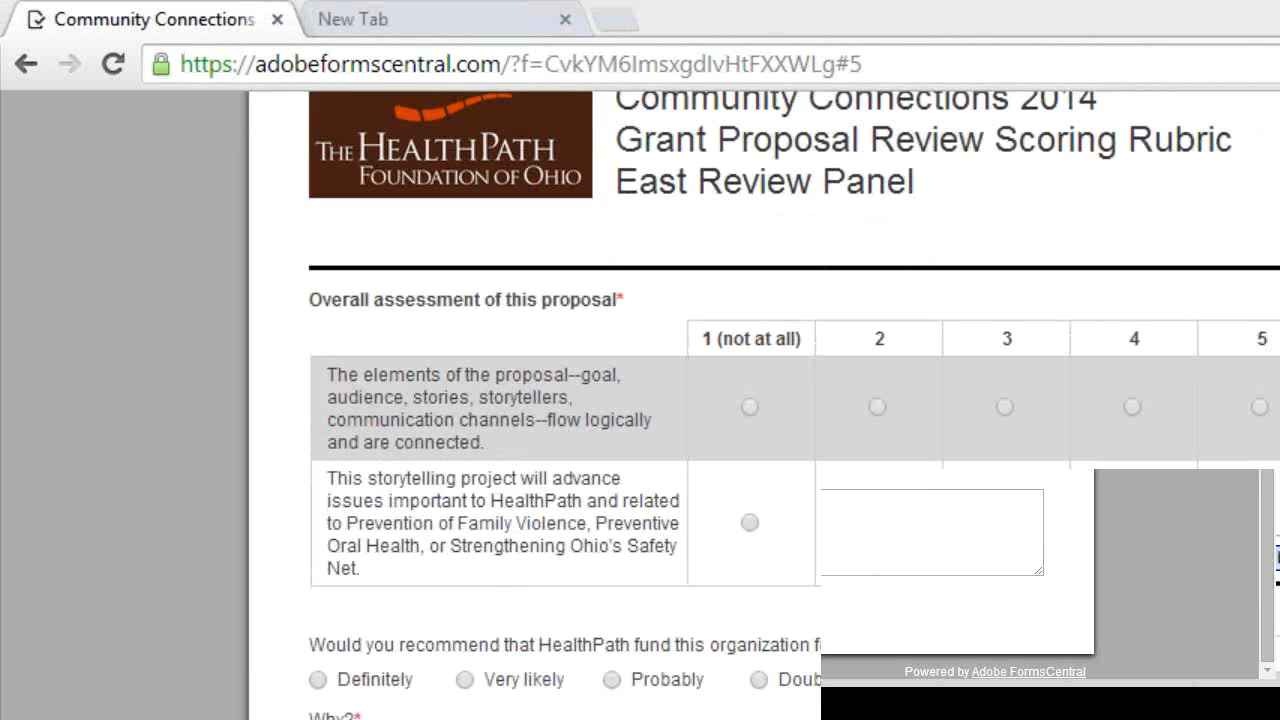 Community Connections
New Tab
https://adobeformscentral.com/?f=CvkYM6ImsxgdIvHtFXXWLg#5
Community Connections 2014
Grant Proposal Review Scoring Rubric
East Review Panel
THE HEALTHPATH
FOUNDATION OF OHIO
Overall assessment of this proposal*
1 (not at all) 2 3 4 5
The elements of the proposal--goal,
audience, stories, storytellers,
communication channels--flow logically
and are connected.
This storytelling project will advance
issues important to HealthPath and related
to Prevention of Family Violence, Preventive
Oral Health, or Strengthening Ohio's Safety
Net.
Would you recommend that HealthPath fund this organization f
Definitely Very likely Probably Doub
Powered by Adobe FormsCentral
Why?*